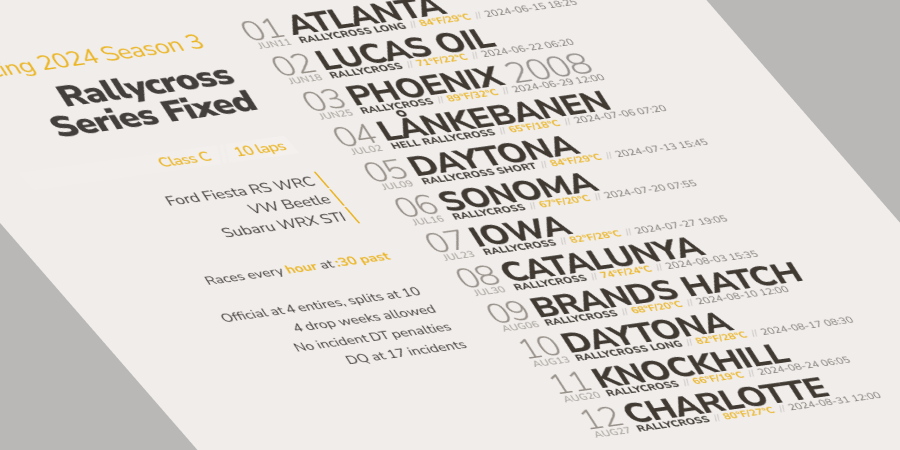 2024 Season 3
Rallycross
Series Fixed
Class C // 10 laps
Ford Fiesta RS WRC
VW Beetle
Subaru WRX STI
Races every hour at :30 past
Official at 4 entires, splits at 10
4 drop weeks allowed
No incident DT penalties
DQ at 17 incidents
01 ATLANTA
JUN11 RALLYCROSS LONG // 84°F/29°C // 2024-06-15 18:25
02 LUCAS OIL
JUN18 RALLYCROSS // 71°F/22°C // 2024-06-22 06:20
03 PHOENIX 2008
JUN25 RALLYCROSS // 89°F/32°C // 2024-06-29 12:00
04 LÅNKEBANEN
JUL02 HELL RALLYCROSS // 65°F/18°C // 2024-07-06 07:20
05 DAYTONA
JUL09 RALLYCROSS SHORT // 84°F/29°C // 2024-07-13 15:45
06 SONOMA
JUL16 RALLYCROSS // 67°F/20°C // 2024-07-20 07:55
07 IOWA
JUL23 RALLYCROSS // 82°F/28°C // 2024-07-27 19:05
08 CATALUNYA
JUL30 RALLYCROSS // 74°F/24°C // 2024-08-03 15:35
09 BRANDS HATCH
AUG06 RALLYCROSS // 68°F/20°C // 2024-08-10 12:00
10 DAYTONA
AUG13 RALLYCROSS LONG // 82°F/28°C // 2024-08-17 08:30
11 KNOCKHILL
AUG20 RALLYCROSS // 66°F/19°C // 2024-08-24 06:05
12 CHARLOTTE
AUG27 RALLYCROSS // 80°F/27°C // 2024-08-31 12:00